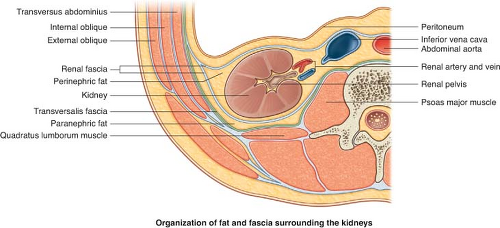 Transversus abdominius
Internal oblique
External oblique
Renal fascia
Perinephric fat
Kidney
Transversalis fascia
Paranephric fat
Quadratus lumborum muscle
Peritoneum
Inferior vena cava
Abdominal aorta
Renal artery and vein
Renal pelvis
Psoas major muscle
Organization of fat and fascia surrounding the kidneys